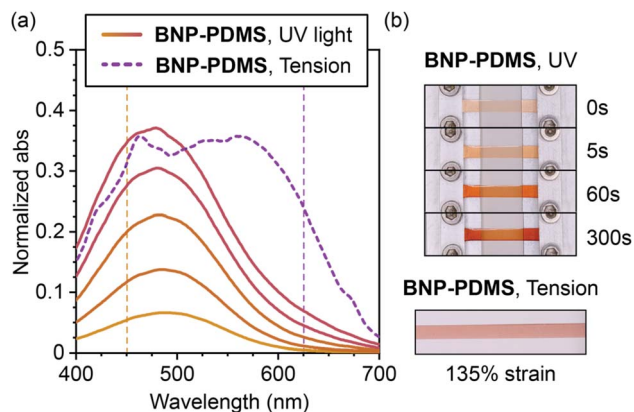 (a)
BNP-PDMS, UV light
BNP-PDMS, Tension
0.5
0.4
0.3
0.2
0.1
0
400
500
600
700
Wavelength (nm)
Normalized abs
(b)
BNP-PDMS, UV
0s
5s
60s
300s
BNP-PDMS, Tension
135% strain